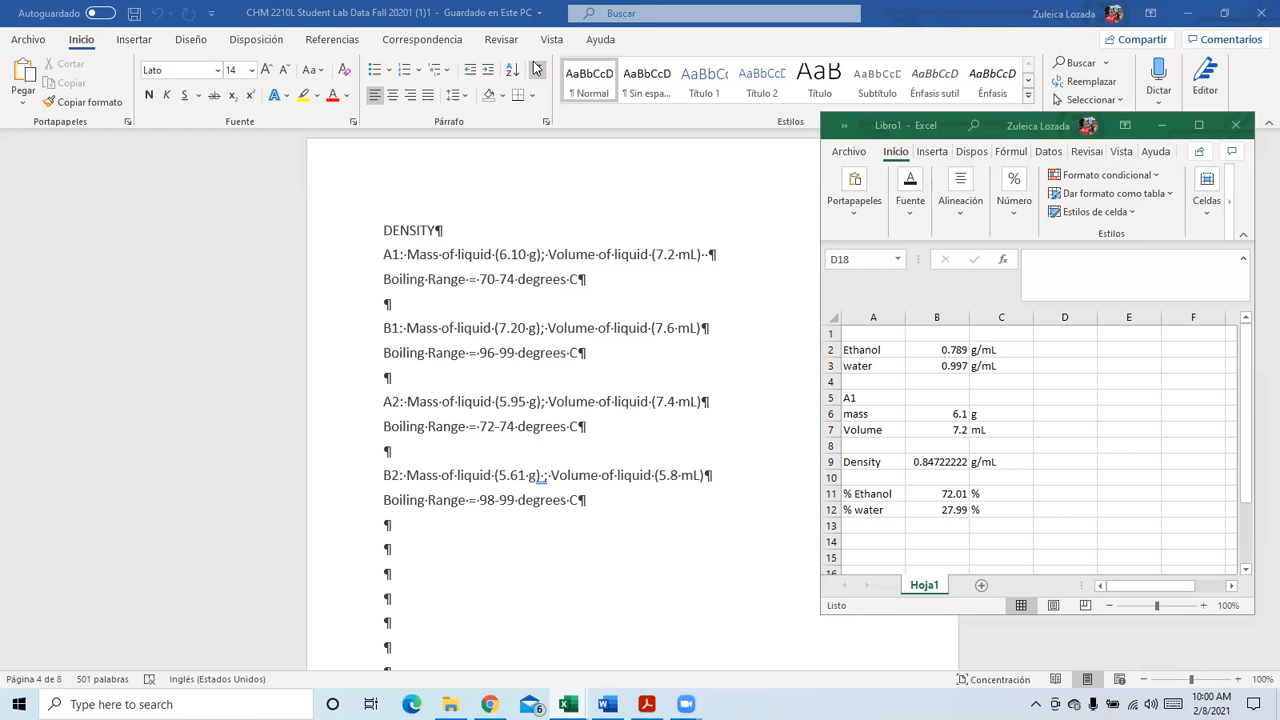 Autoguardado
CHM 2210L Student Lab Data Fall 20201 (1) - Guardado en Este PC
Buscar
Zuleica Lozada
Archivo Inicio Insertar Diseño Disposición Referencias Correspondencia Revisar Vista Ayuda
Compartir Comentarios
Pegar
Cortar
Copiar
Copiar formato
Lato 14
N K S ab x₂ x²
AaBbCcD AaBbCcD AaBbCcD AaBbCcD AaB AaBbCcD AaBbCcD AaBbCcD
¶ Normal ¶ Sin espa... Título 1 Título 2 Título Subtítulo Énfasis sutil Énfasis
Buscar
Reemplazar
Seleccionar
Dictar
Editor
Portapapeles Fuente Párrafo Estilos
DENSITY¶
A1:·Mass·of·liquid·(6.10·g);·Volume·of·liquid·(7.2·mL)··¶
Boiling·Range·=·70-74·degrees·C¶
¶
B1:·Mass·of·liquid·(7.20·g);·Volume·of·liquid·(7.6·mL)¶
Boiling·Range·=·96-99·degrees·C¶
¶
A2:·Mass·of·liquid·(5.95·g);·Volume·of·liquid·(7.4·mL)¶
Boiling·Range·=·72-74·degrees·C¶
¶
B2:·Mass·of·liquid·(5.61·g)·;·Volume·of·liquid·(5.8·mL)¶
Boiling·Range·=·98-99·degrees·C¶
¶
¶
¶
¶
¶
¶
Libro1 - Excel
Zuleica Lozada
Archivo Inicio Inserta Dispos Fórmul Datos Revisar Vista Ayuda
Portapapeles
Fuente
Alineación
%
Número
Formato condicional
Dar formato como tabla
Estilos de celda
Estilos
Celdas
D18
fx
A B C D E F
1
2 Ethanol 0.789 g/mL
3 water 0.997 g/mL
4
5 A1
6 mass 6.1 g
7 Volume 7.2 mL
8
9 Density 0.84722222 g/mL
10
11 % Ethanol 72.01 %
12 % water 27.99 %
13
14
15
16
Hoja1
Listo
100%
Página 4 de 8 501 palabras Inglés (Estados Unidos)
Concentración
100%
Type here to search
6
10:00 AM
2/8/2021